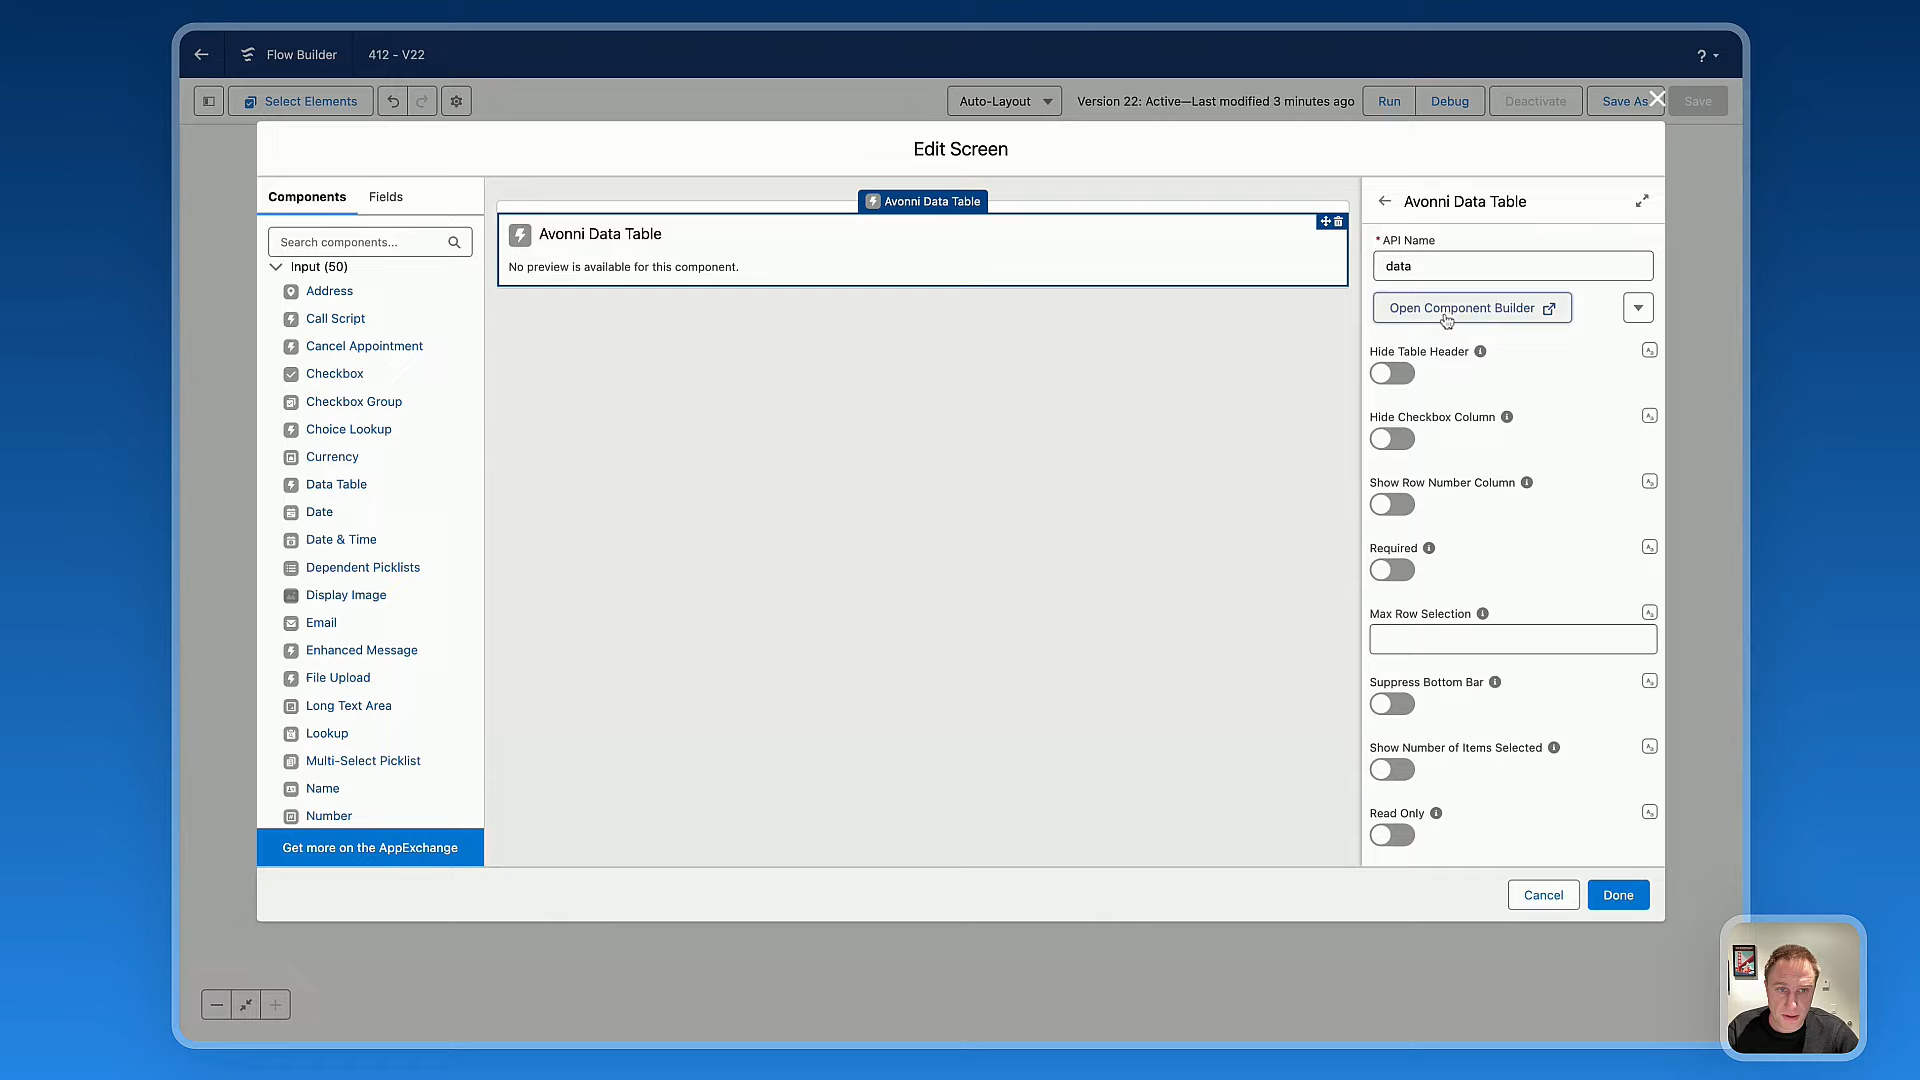 Flow Builder
412 - V22
?
Select Elements
Auto-Layout
Version 22: Active—Last modified 3 minutes ago
Run
Debug
Deactivate
Save As
Save
Edit Screen
Components
Fields
Search components...
Input (50)
Address
Call Script
Cancel Appointment
Checkbox
Checkbox Group
Choice Lookup
Currency
Data Table
Date
Date & Time
Dependent Picklists
Display Image
Email
Enhanced Message
File Upload
Long Text Area
Lookup
Multi-Select Picklist
Name
Number
Get more on the AppExchange
Avonni Data Table
Avonni Data Table
No preview is available for this component.
Avonni Data Table
* API Name
data
Open Component Builder
Hide Table Header
Hide Checkbox Column
Show Row Number Column
Required
Max Row Selection
Suppress Bottom Bar
Show Number of Items Selected
Read Only
Cancel
Done